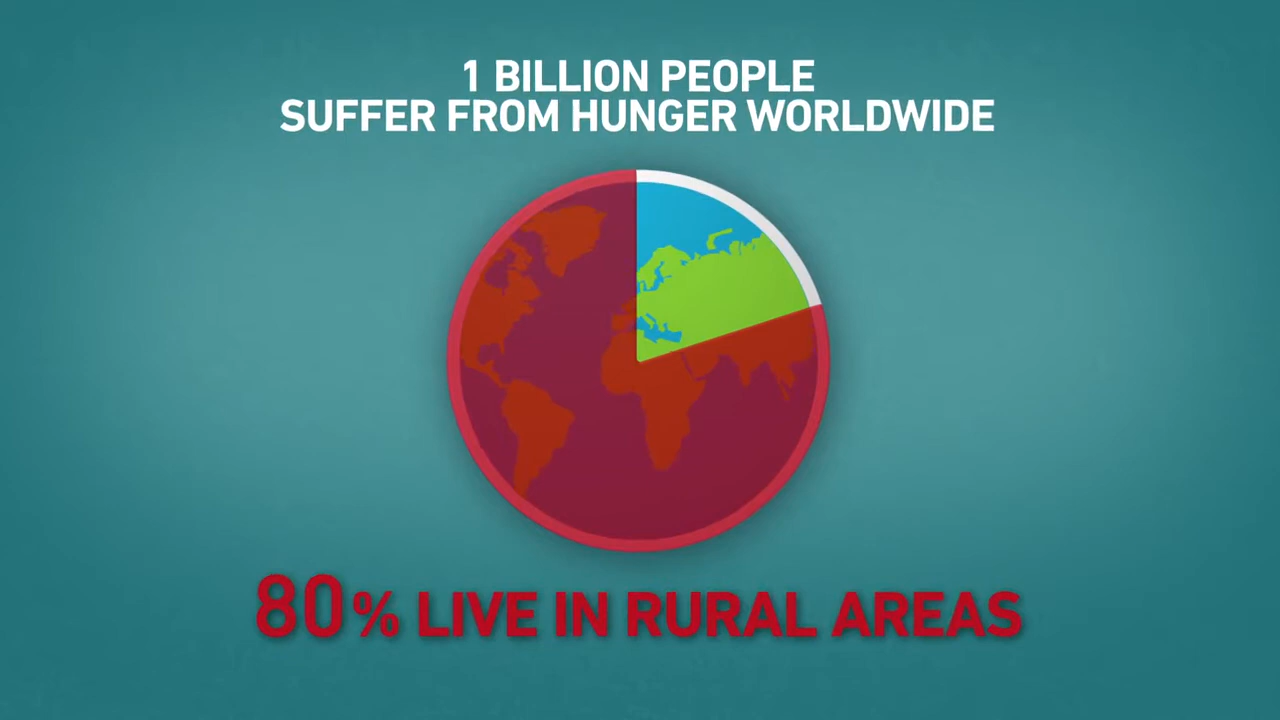 1 BILLION PEOPLE
SUFFER FROM HUNGER WORLDWIDE
80% LIVE IN RURAL AREAS